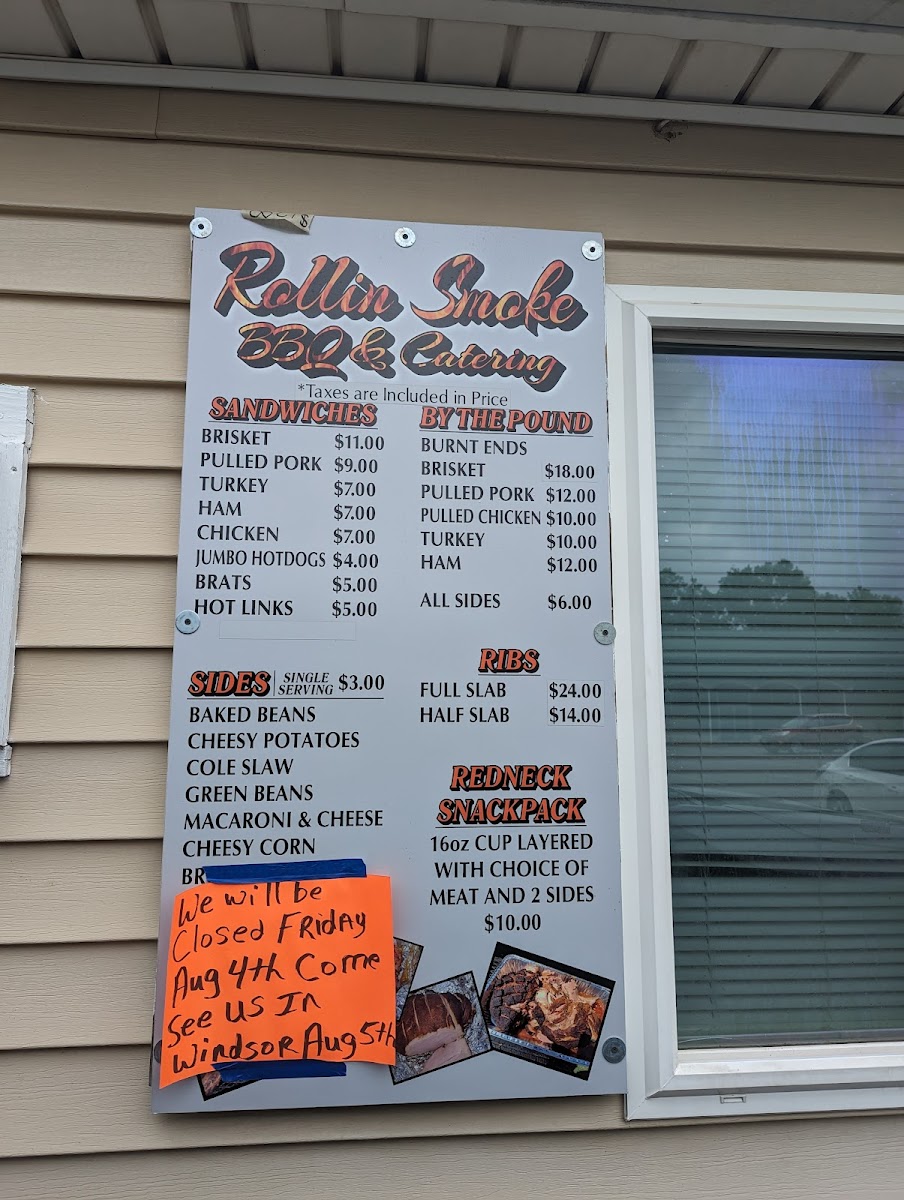 Rollin Smoke
BBQ & Catering
*Taxes are Included in Price
SANDWICHES
BRISKET $11.00
PULLED PORK $9.00
TURKEY $7.00
HAM $7.00
CHICKEN $7.00
JUMBO HOTDOGS $4.00
BRATS $5.00
HOT LINKS $5.00
SIDES SINGLE SERVING $3.00
BAKED BEANS
CHEESY POTATOES
COLE SLAW
GREEN BEANS
MACARONI & CHEESE
CHEESY CORN
BR
We will be
Closed FRiday
Aug 4th Come
See us In
Windsor Aug 5th
BY THE POUND
BURNT ENDS
BRISKET $18.00
PULLED PORK $12.00
PULLED CHICKEN $10.00
TURKEY $10.00
HAM $12.00
ALL SIDES $6.00
RIBS
FULL SLAB $24.00
HALF SLAB $14.00
REDNECK
SNACKPACK
16oz CUP LAYERED
WITH CHOICE OF
MEAT AND 2 SIDES
$10.00